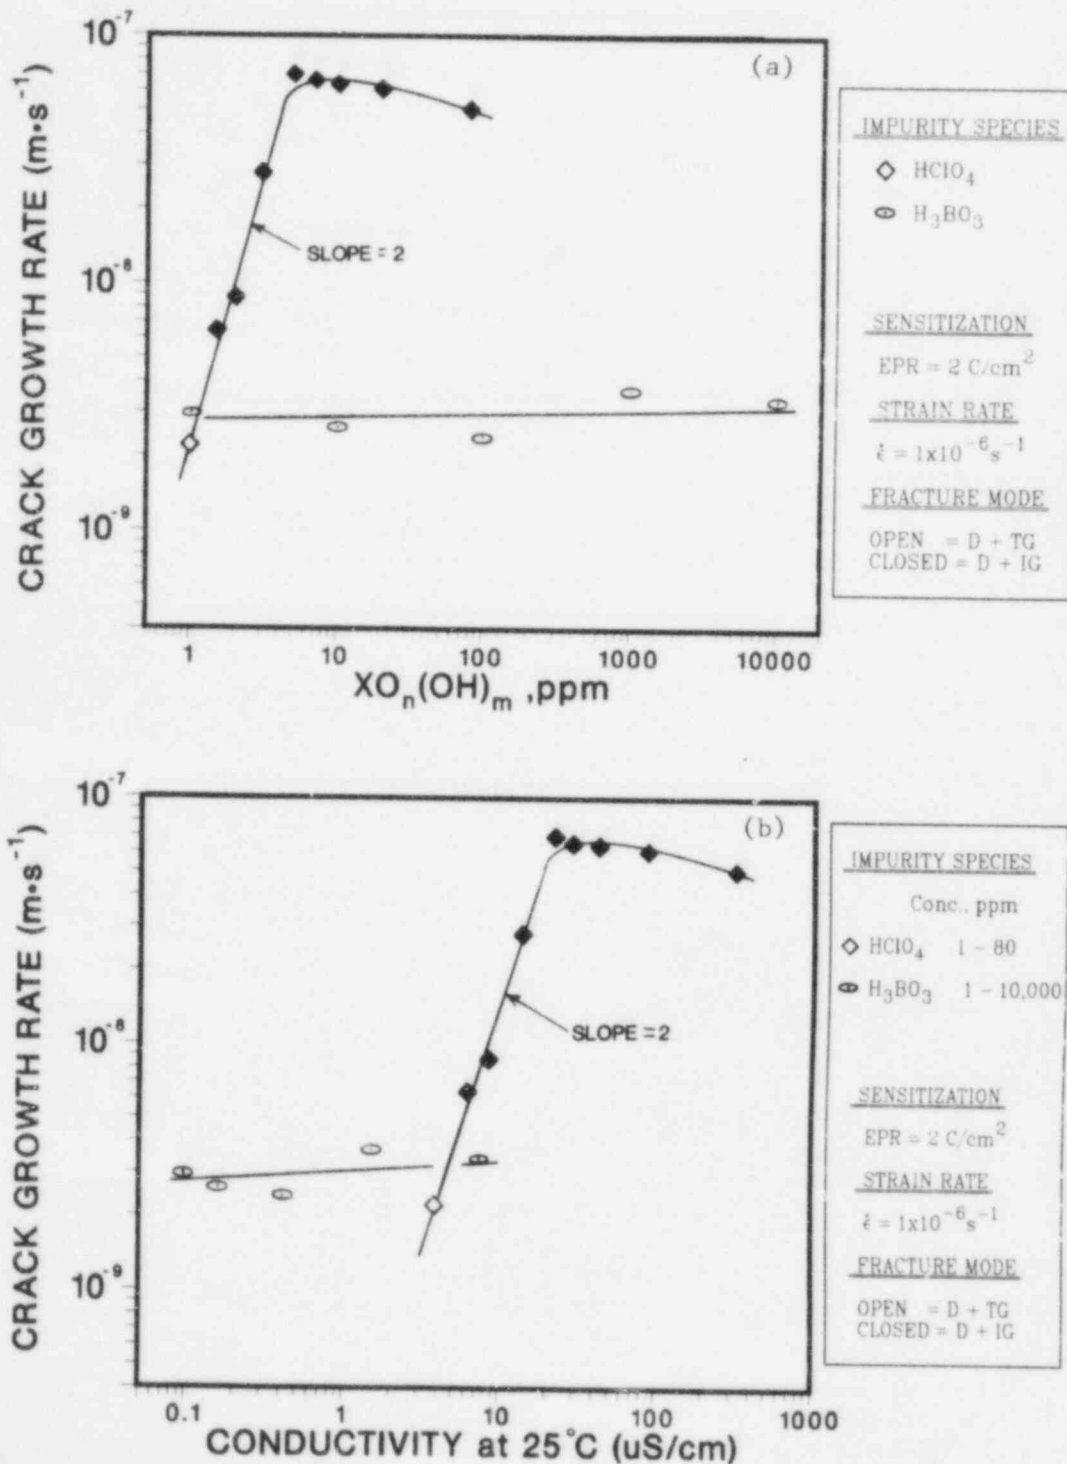 (a)
CRACK GROWTH RATE (m•s⁻¹)
10⁻⁷
10⁻⁸
10⁻⁹
SLOPE = 2
1 10 100 1000 10000
XOₙ(OH)ₘ ,ppm
IMPURITY SPECIES
HClO₄
H₃BO₃
SENSITIZATION
EPR = 2 C/cm²
STRAIN RATE
ε̇ = 1x10⁻⁶s⁻¹
FRACTURE MODE
OPEN = D + TG
CLOSED = D + IG
(b)
CRACK GROWTH RATE (m•s⁻¹)
10⁻⁷
10⁻⁸
10⁻⁹
SLOPE = 2
0.1 1 10 100 1000
CONDUCTIVITY at 25°C (uS/cm)
IMPURITY SPECIES
Conc., ppm
HClO₄ 1 - 80
H₃BO₃ 1 - 10,000
SENSITIZATION
EPR = 2 C/cm²
STRAIN RATE
ε̇ = 1x10⁻⁶s⁻¹
FRACTURE MODE
OPEN = D + TG
CLOSED = D + IG